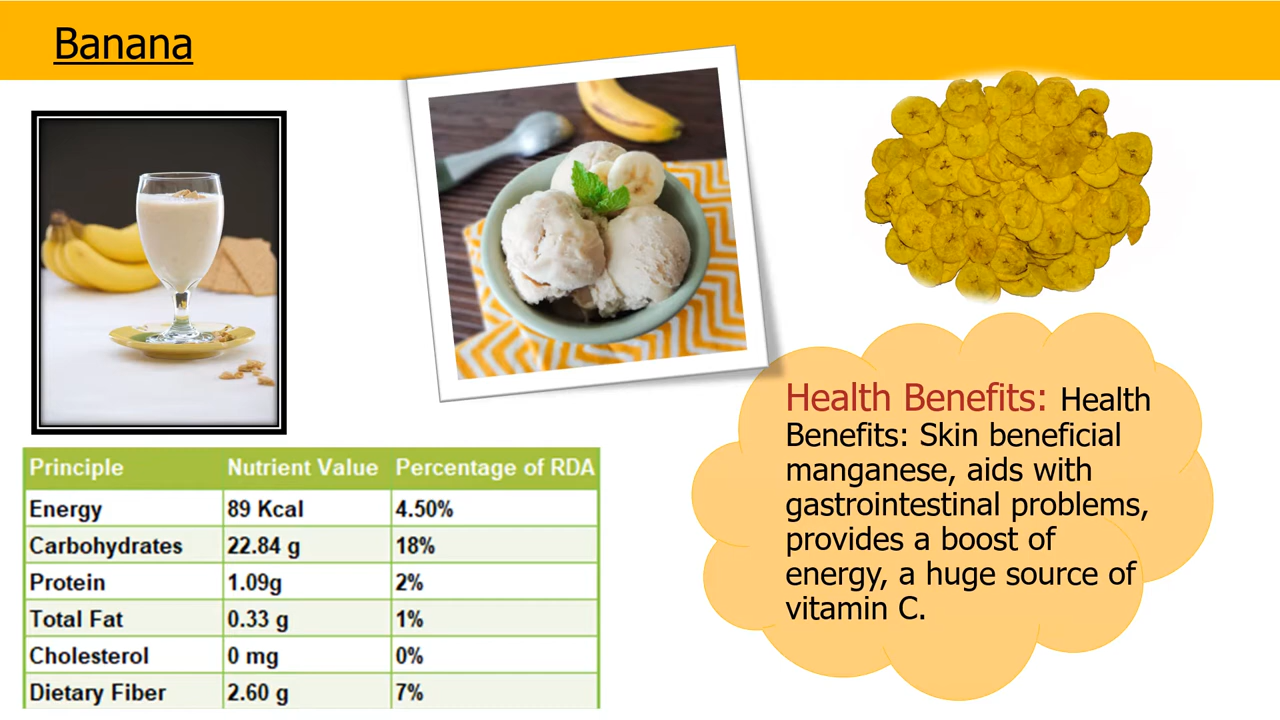 Banana
Principle Nutrient Value Percentage of RDA
Energy 89 Kcal 4.50%
Carbohydrates 22.84 g 18%
Protein 1.09g 2%
Total Fat 0.33 g 1%
Cholesterol 0 mg 0%
Dietary Fiber 2.60 g 7%
Health Benefits: Health
Benefits: Skin beneficial
manganese, aids with
gastrointestinal problems,
provides a boost of
energy, a huge source of
vitamin C.